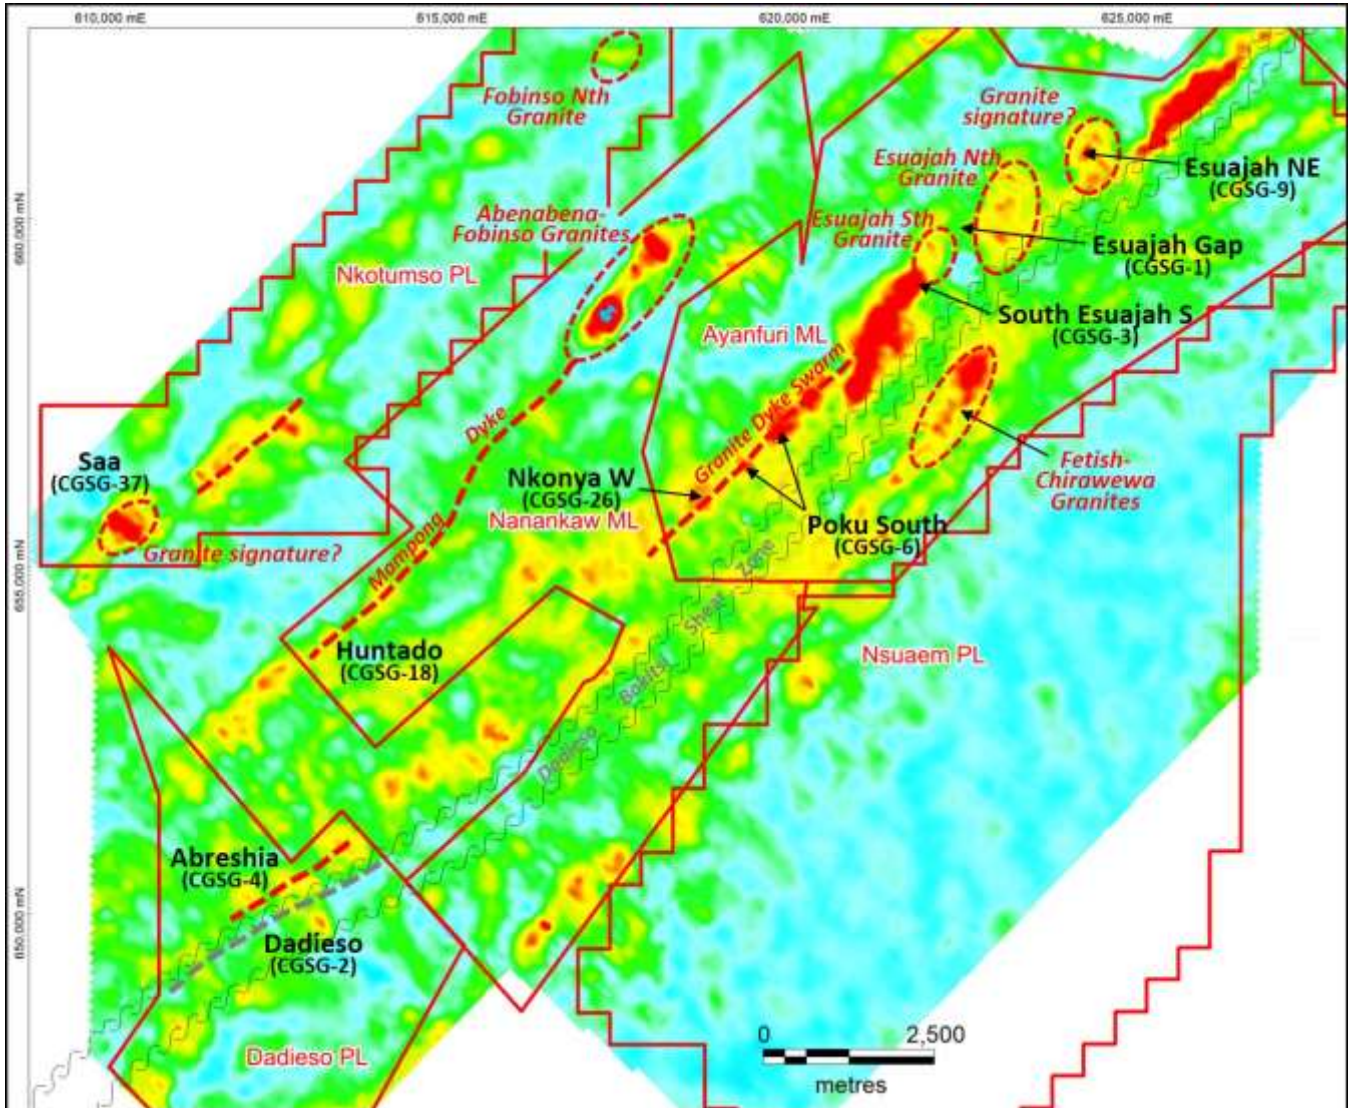 610,000 mE
615,000 mE
620,000 mE
625,000 mE
660,000 mN
655,000 mN
650,000 mN
Fobinso Nth
Granite
Granite
signature?
Esuajah NE
(CGSG-9)
Esuajah Nth
Granite
Abenabena-
Fobinso Granites
Esuajah Sth
Granite
Esuajah Gap
(CGSG-1)
Nkotumso PL
South Esuajah S
(CGSG-3)
Ayanfuri ML
Granite Dyke Swarm
Dyke
Mampong
Saa
(CGSG-37)
Granite signature?
Nkonya W
(CGSG-26)
Nanankaw ML
Fetish-
Chirawewa
Granites
Poku South
(CGSG-6)
Dadieso Bokitsi Shear Zone
Huntado
(CGSG-18)
Nsuaem PL
Abreshia
(CGSG-4)
Dadieso
(CGSG-2)
Dadieso PL
0 2,500
metres